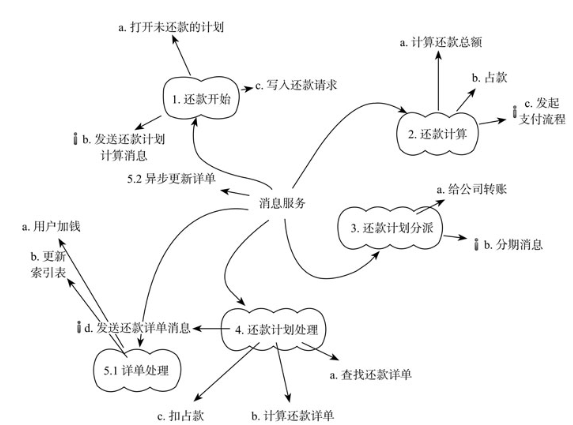 a. 打开未还款的计划
1. 还款开始
c. 写入还款请求
b. 发送还款计划
计算消息
a. 计算还款总额
b. 占款
c. 发起
支付流程
2. 还款计算
5.2 异步更新详单
消息服务
a. 给公司转账
3. 还款计划分派
b. 分期消息
a. 用户加钱
b. 更新
索引表
d. 发送还款详单消息
4. 还款计划处理
5.1 详单处理
a. 查找还款详单
c. 扣占款
b. 计算还款详单